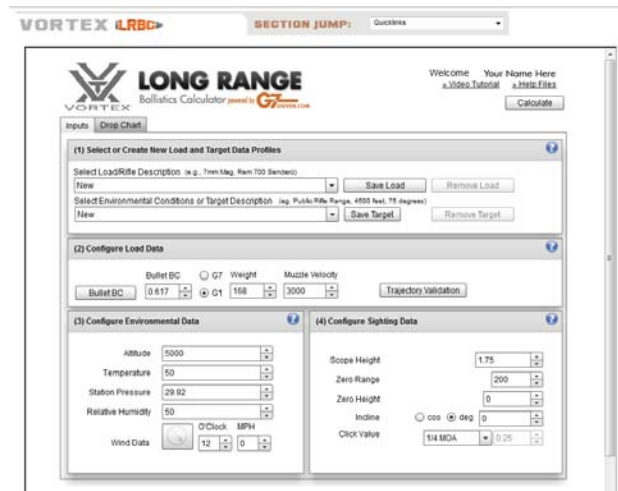 VORTEX LRBC
SECTION JUMP: Quicklinks
VORTEX
LONG RANGE
Ballistics Calculator powered by G7
Welcome Your Name Here
» Video Tutorial » Help Files
Calculate
Inputs Drop Chart
(1) Select or Create New Load and Target Data Profiles
Select Load/Rifle Description (e.g., 7mm Mag, Rem 700 Sendero)
New Save Load Remove Load
Select Environmental Conditions or Target Description (eg. Public Rifle Range, 4500 feet, 75 degrees)
New Save Target Remove Target
(2) Configure Load Data
Bullet BC G7 Weight Muzzle Velocity
Bullet BC 0.617 G1 168 3000 Trajectory Validation
(3) Configure Environmental Data
Altitude 5000
Temperature 50
Station Pressure 29.92
Relative Humidity 50
O'Clock MPH
Wind Data 12 0
(4) Configure Sighting Data
Scope Height 1.75
Zero Range 200
Zero Height 0
Incline cos deg 0
Click Value 1/4 MOA 0.25